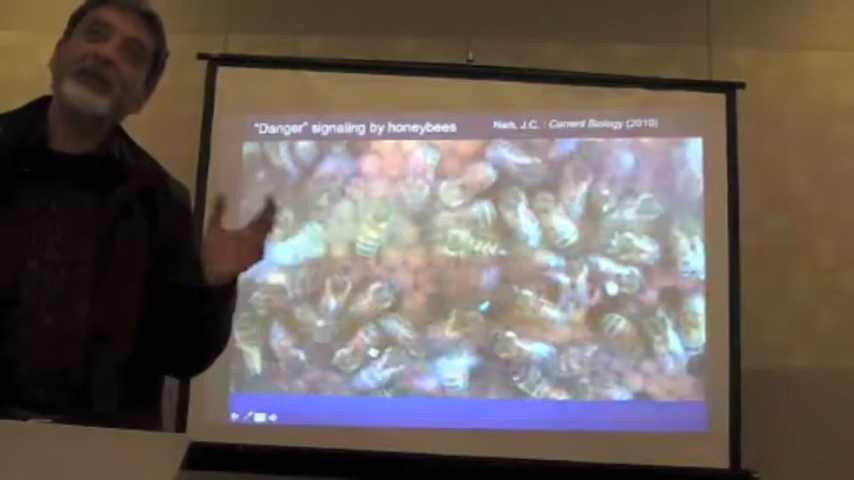 "Danger" signaling by honeybees
Nieh, J.C. : Current Biology (2010)